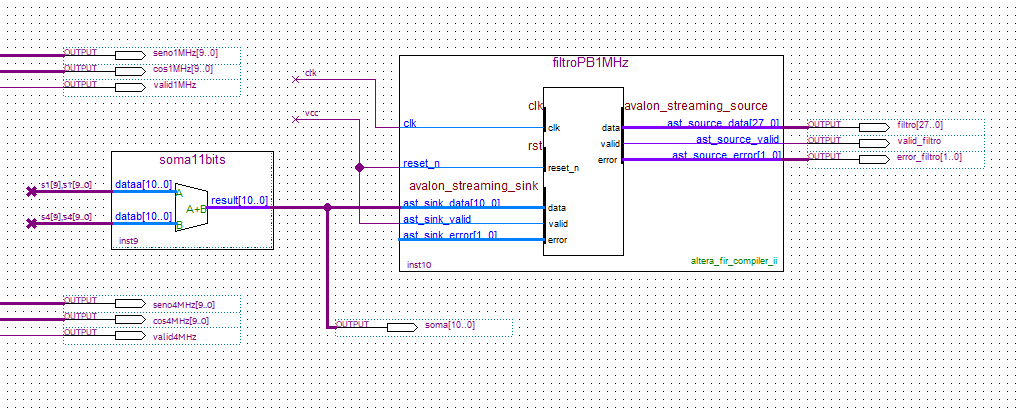 OUTPUT seno1MHz[9..0]
OUTPUT cos1MHz[9..0]
OUTPUT valid1MHz
soma11bits
s1[9],s1[9..0] dataa[10..0]
A
result[10..0]
A+B
s4[9],s4[9..0] datab[10..0]
B
inst9
filtroPB1MHz
clk
vcc
clk
avalon_streaming_source
clk
clk
data
ast_source_data[27..0]
OUTPUT filtro[27..0]
valid
ast_source_valid
OUTPUT valid_filtro
rst
error
ast_source_error[1..0]
OUTPUT error_filtro[1..0]
reset_n
reset_n
avalon_streaming_sink
ast_sink_data[10..0]
data
ast_sink_valid
valid
ast_sink_error[1..0]
error
inst10
altera_fir_compiler_ii
OUTPUT seno4MHz[9..0]
OUTPUT cos4MHz[9..0]
OUTPUT valid4MHz
OUTPUT soma[10..0]